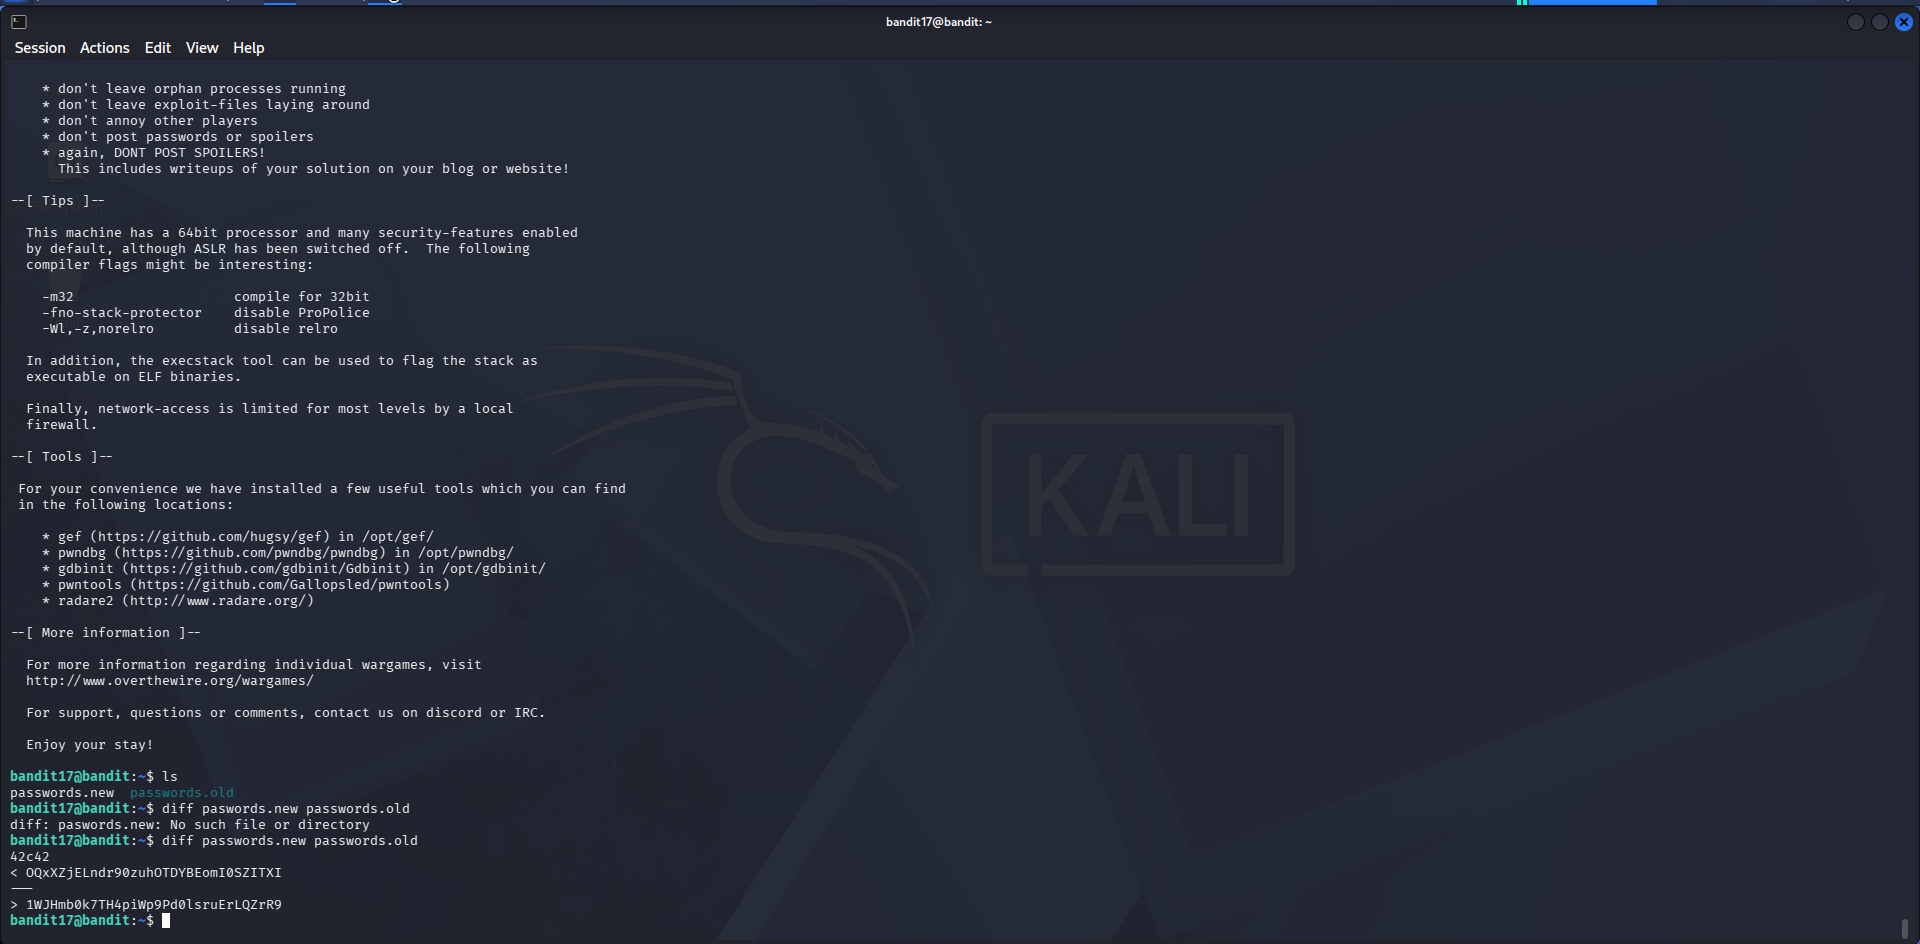 bandit17@bandit: ~
Session Actions Edit View Help
* don't leave orphan processes running
* don't leave exploit-files laying around
* don't annoy other players
* don't post passwords or spoilers
* again, DONT POST SPOILERS!
This includes writeups of your solution on your blog or website!
--[ Tips ]--
This machine has a 64bit processor and many security-features enabled
by default, although ASLR has been switched off.  The following
compiler flags might be interesting:
-m32                    compile for 32bit
-fno-stack-protector    disable ProPolice
-Wl,-z,norelro          disable relro
In addition, the execstack tool can be used to flag the stack as
executable on ELF binaries.
Finally, network-access is limited for most levels by a local
firewall.
--[ Tools ]--
For your convenience we have installed a few useful tools which you can find
in the following locations:
* gef (https://github.com/hugsy/gef) in /opt/gef/
* pwndbg (https://github.com/pwndbg/pwndbg) in /opt/pwndbg/
* gdbinit (https://github.com/gdbinit/Gdbinit) in /opt/gdbinit/
* pwntools (https://github.com/Gallopsled/pwntools)
* radare2 (http://www.radare.org/)
--[ More information ]--
For more information regarding individual wargames, visit
http://www.overthewire.org/wargames/
For support, questions or comments, contact us on discord or IRC.
Enjoy your stay!
bandit17@bandit:~$ ls
passwords.new  passwords.old
bandit17@bandit:~$ diff paswords.new passwords.old
diff: paswords.new: No such file or directory
bandit17@bandit:~$ diff passwords.new passwords.old
42c42
< OQxXZjELndr90zuhOTDYBEomI0SZITXI
---
> 1WJHmb0k7TH4piWp9Pd0lsruErLQZrR9
bandit17@bandit:~$
KALI